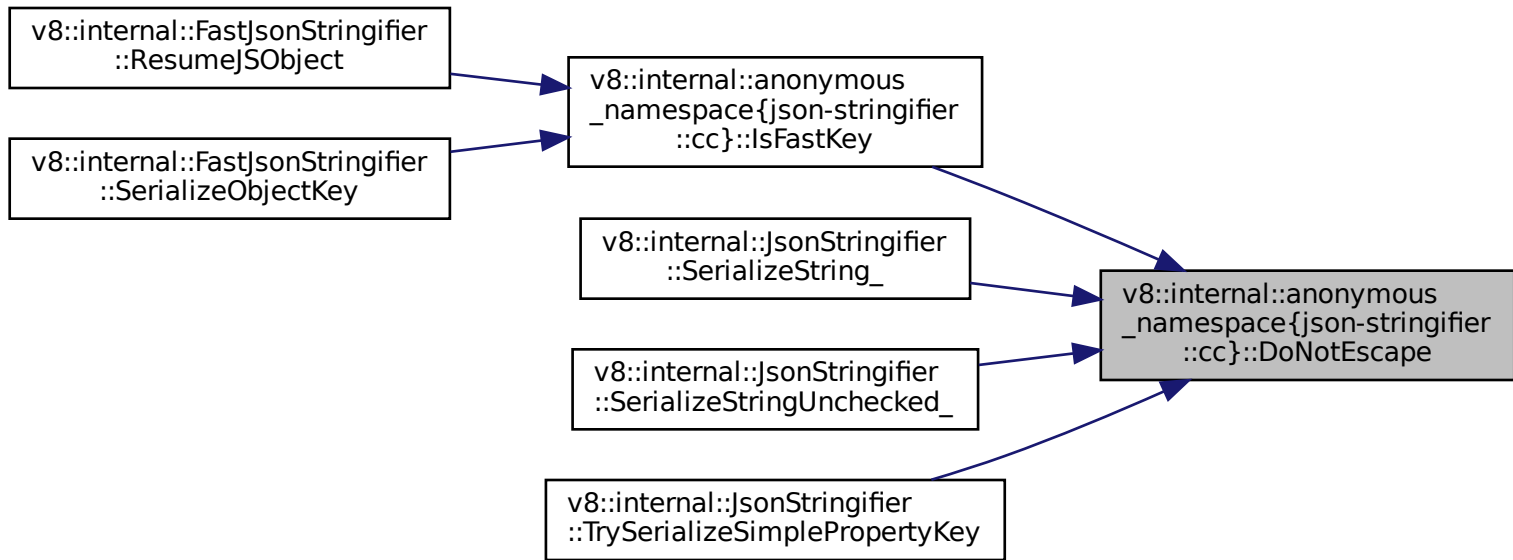 v8::internal::FastJsonStringifier
::ResumeJSObject
v8::internal::FastJsonStringifier
::SerializeObjectKey
v8::internal::anonymous
_namespace{json-stringifier
::cc}::IsFastKey
v8::internal::JsonStringifier
::SerializeString_
v8::internal::JsonStringifier
::SerializeStringUnchecked_
v8::internal::JsonStringifier
::TrySerializeSimplePropertyKey
v8::internal::anonymous
_namespace{json-stringifier
::cc}::DoNotEscape